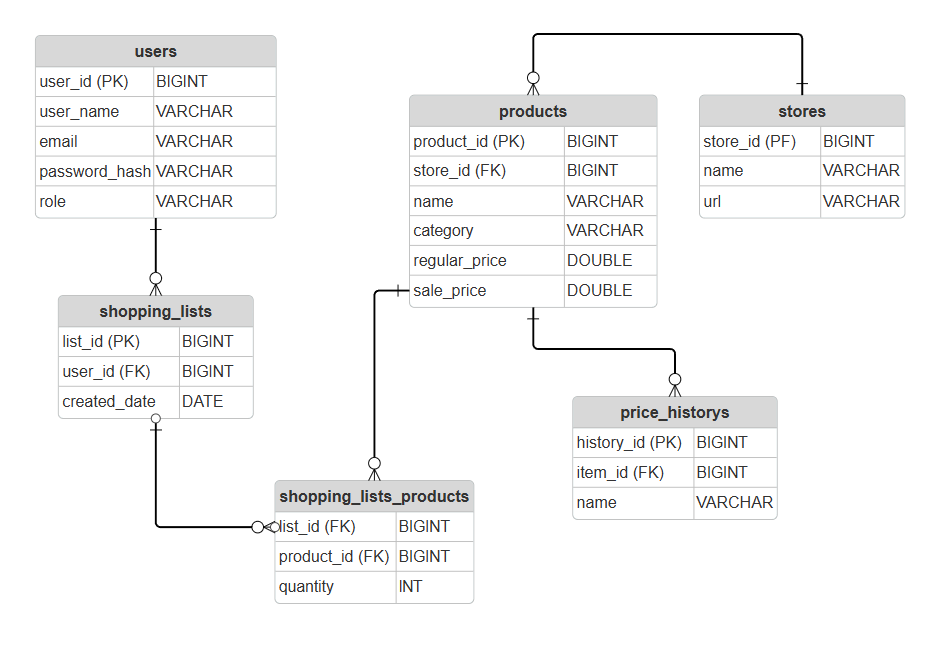 users
user_id (PK) BIGINT
user_name VARCHAR
email VARCHAR
password_hash VARCHAR
role VARCHAR
products
product_id (PK) BIGINT
store_id (FK) BIGINT
name VARCHAR
category VARCHAR
regular_price DOUBLE
sale_price DOUBLE
stores
store_id (PF) BIGINT
name VARCHAR
url VARCHAR
shopping_lists
list_id (PK) BIGINT
user_id (FK) BIGINT
created_date DATE
price_historys
history_id (PK) BIGINT
item_id (FK) BIGINT
name VARCHAR
shopping_lists_products
list_id (FK) BIGINT
product_id (FK) BIGINT
quantity INT